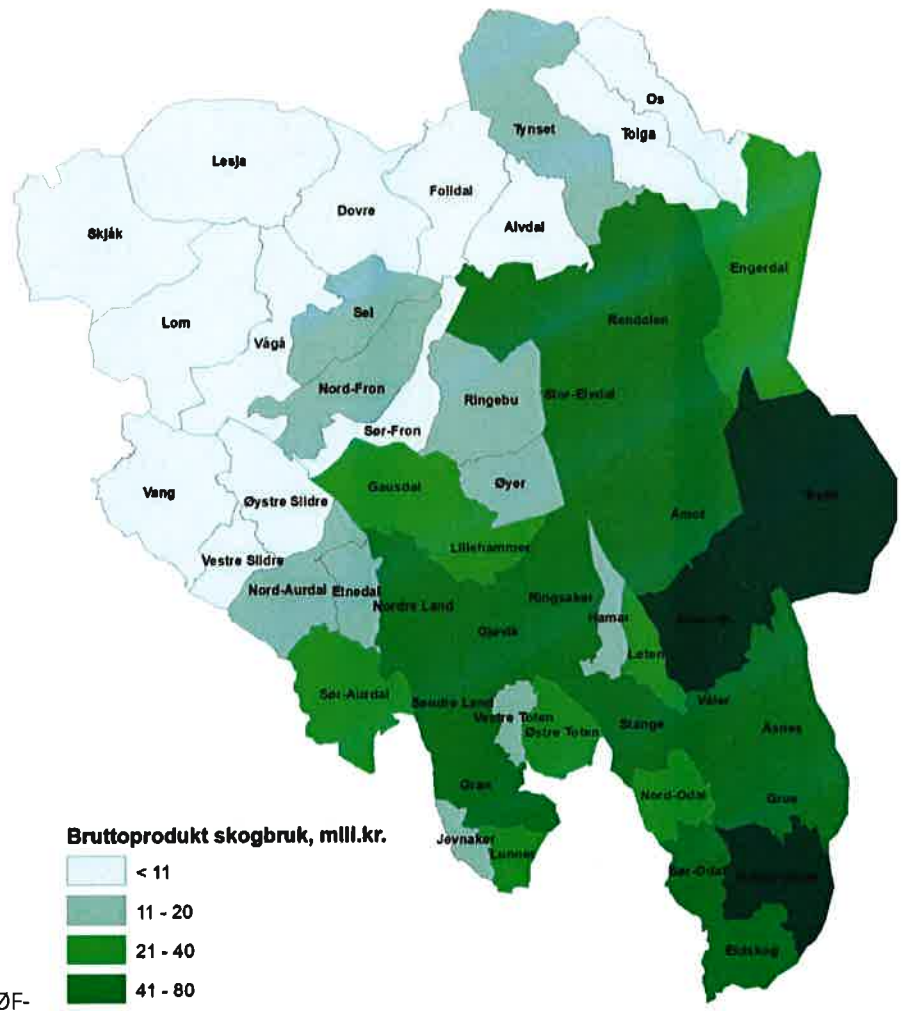 Os
Tynset
Tolga
Lesja
Folldal
Dovre
Alvdal
Skjåk
Engerdal
Sel
Rendalen
Lom
Vågå
Nord-Fron
Ringebu
Stor-Elvdal
Sør-Fron
Øyer
Gausdal
Vang
Øystre Slidre
Åmot
Lillehammer
Vestre Slidre
Nord-Aurdal
Etnedal
Ringsaker
Nordre Land
Hamar
Gjøvik
Løten
Sør-Aurdal
Søndre Land
Våler
Vestre Toten
Stange
Åsnes
Østre Toten
Gran
Nord-Odal
Grue
Jevnaker
Lunner
Sør-Odal
Eidskog
Bruttoprodukt skogbruk, mill.kr.
< 11
11 - 20
21 - 40
41 - 80
ØF-